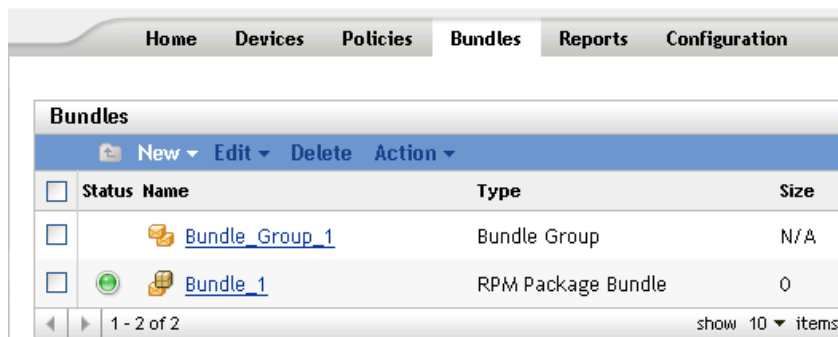 Home Devices Policies Bundles Reports Configuration
Bundles
New Edit Delete Action
Status Name Type Size
Bundle_Group_1 Bundle Group N/A
Bundle_1 RPM Package Bundle 0
1 - 2 of 2 show 10 items